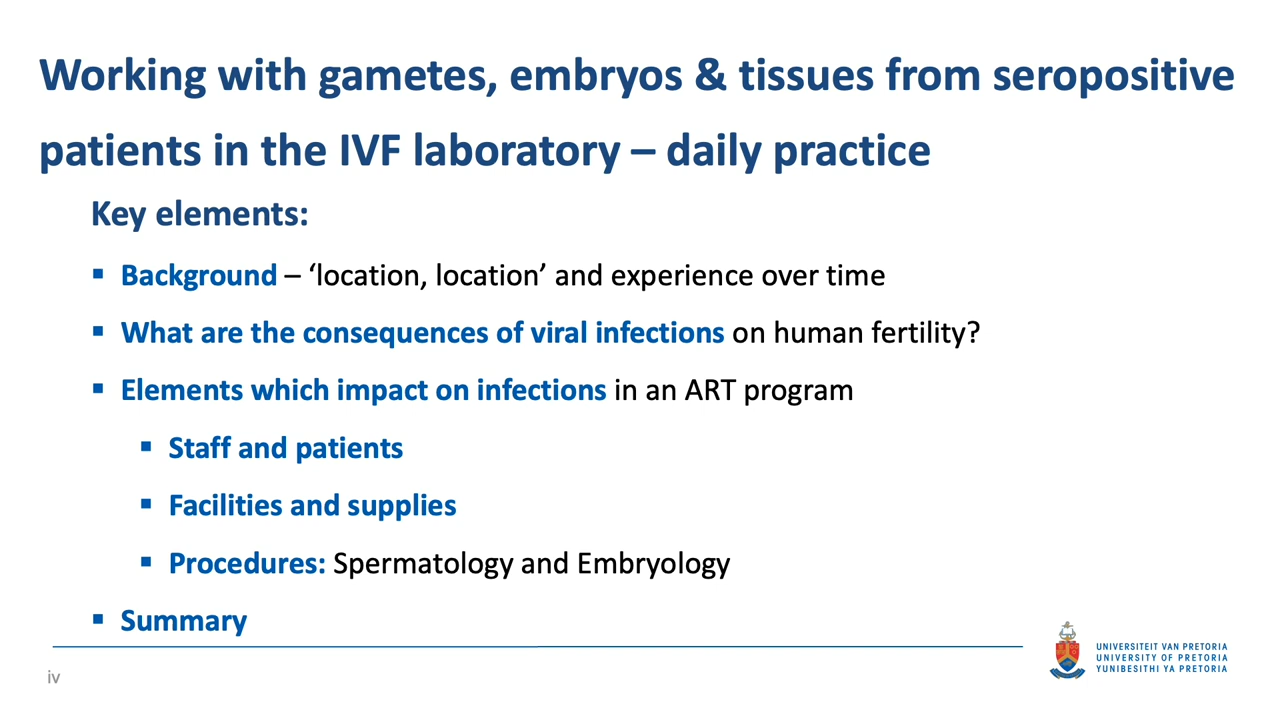 Working with gametes, embryos & tissues from seropositive
patients in the IVF laboratory – daily practice
Key elements:
▪ Background – ‘location, location’ and experience over time
▪ What are the consequences of viral infections on human fertility?
▪ Elements which impact on infections in an ART program
▪ Staff and patients
▪ Facilities and supplies
▪ Procedures: Spermatology and Embryology
▪ Summary
iv
UNIVERSITEIT VAN PRETORIA
UNIVERSITY OF PRETORIA
YUNIBESITHI YA PRETORIA